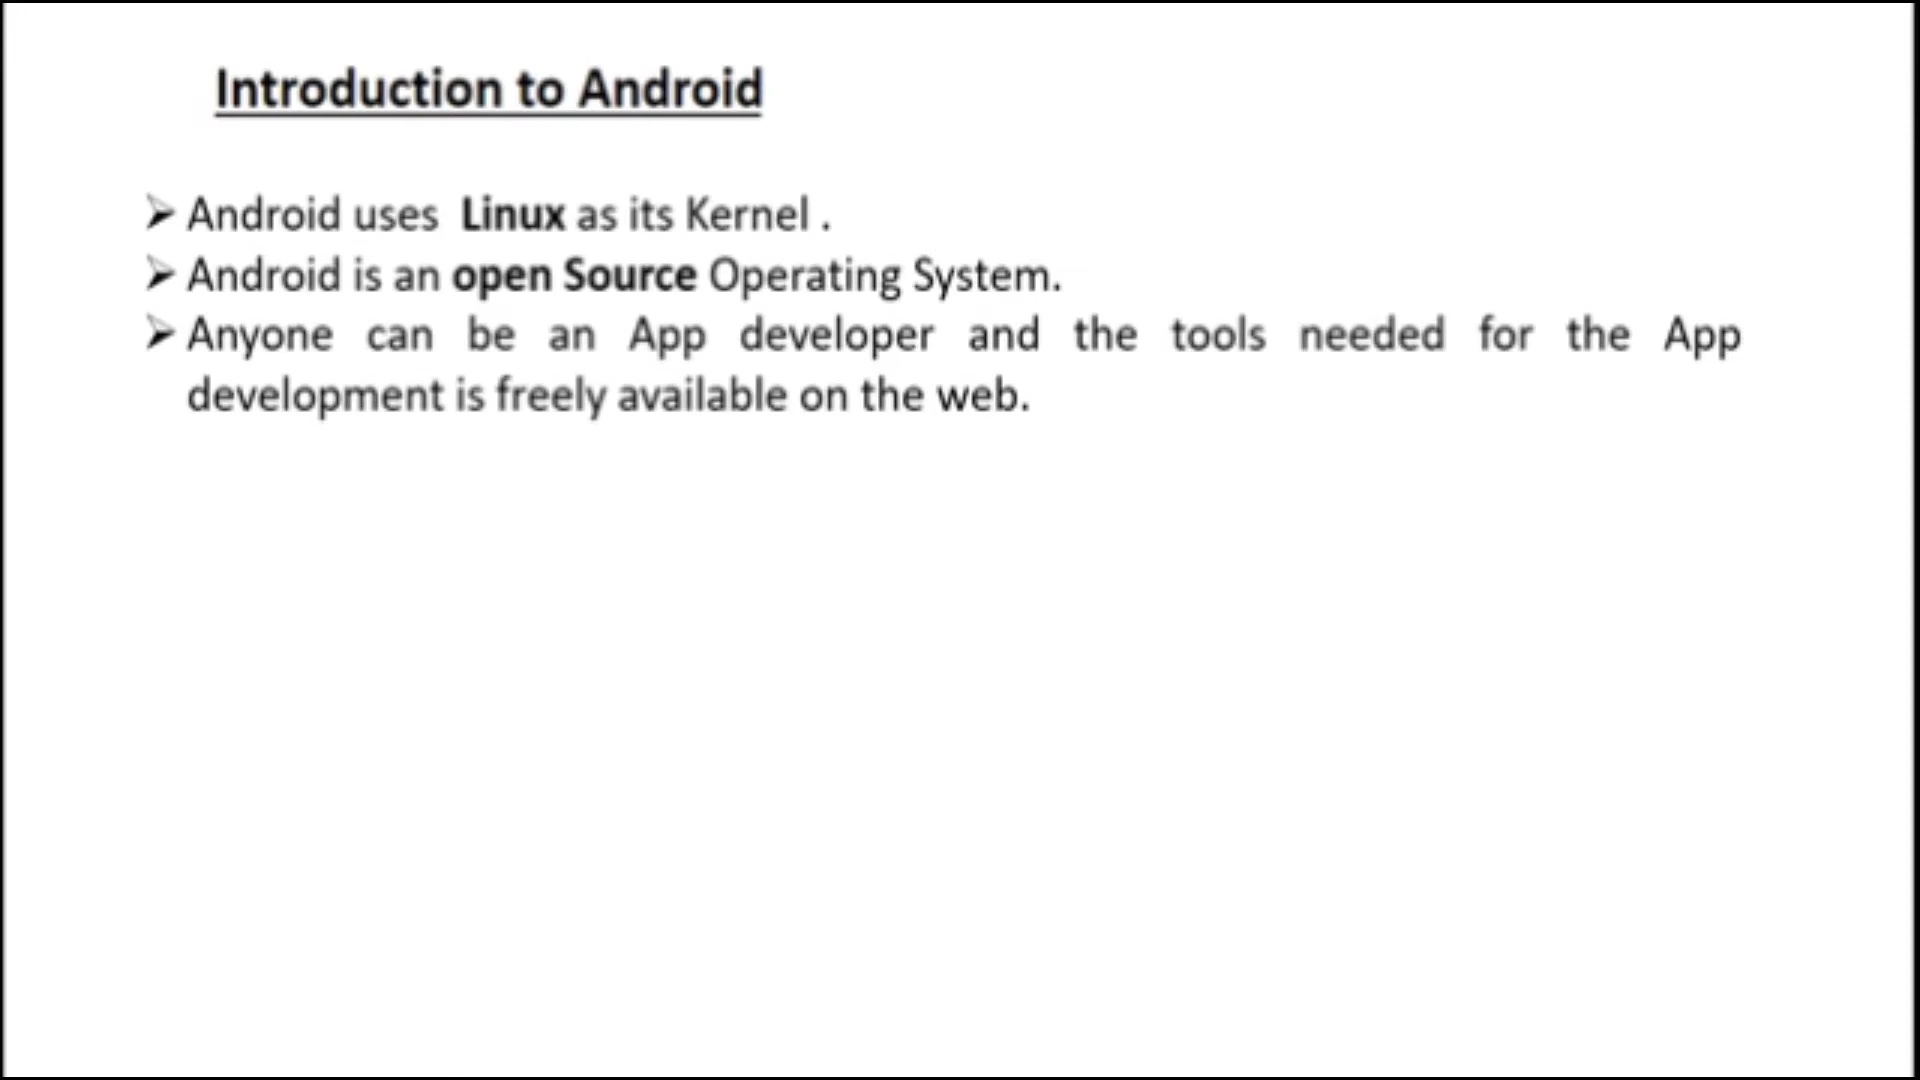 Introduction to Android
➢ Android uses Linux as its Kernel .
➢ Android is an open Source Operating System.
➢ Anyone can be an App developer and the tools needed for the App
development is freely available on the web.